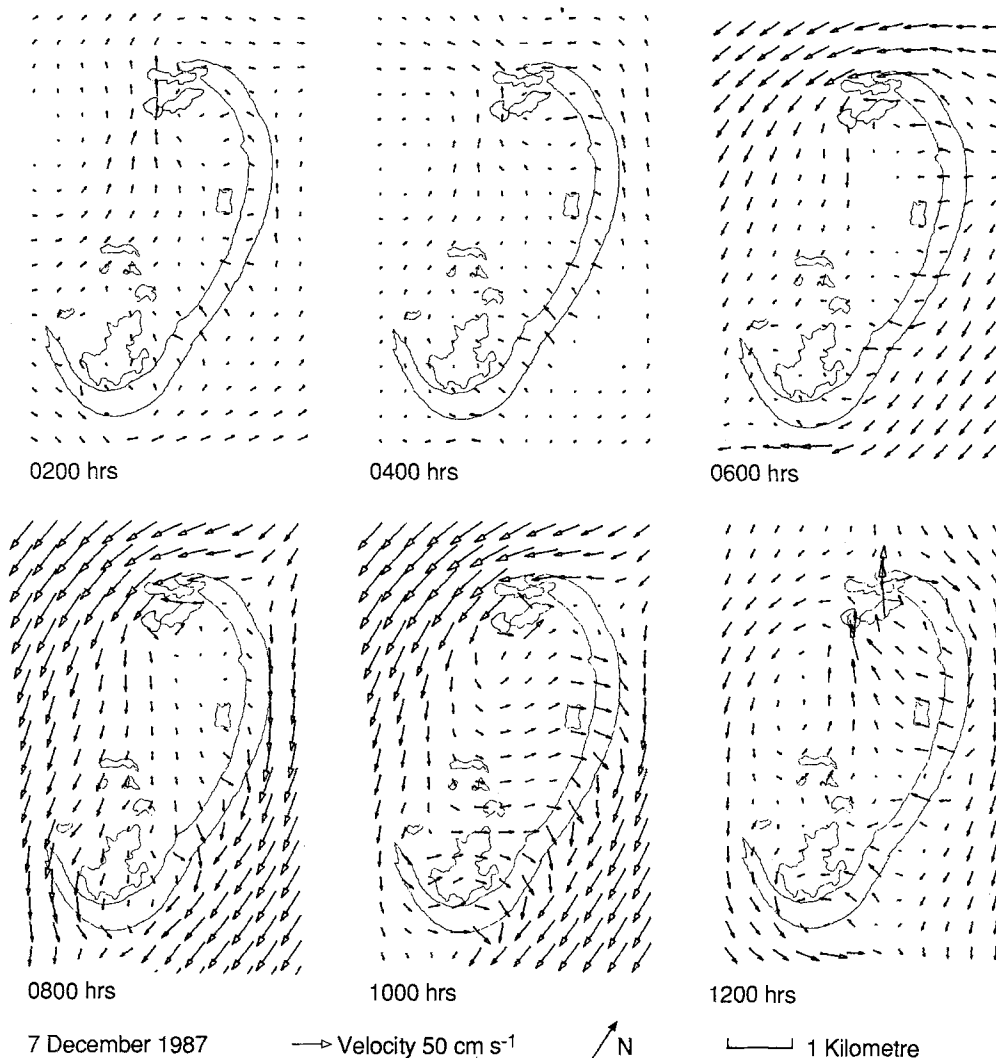 0200 hrs
0400 hrs
0600 hrs
0800 hrs
1000 hrs
1200 hrs
7 December 1987
Velocity 50 cm s⁻¹
N
1 Kilometre